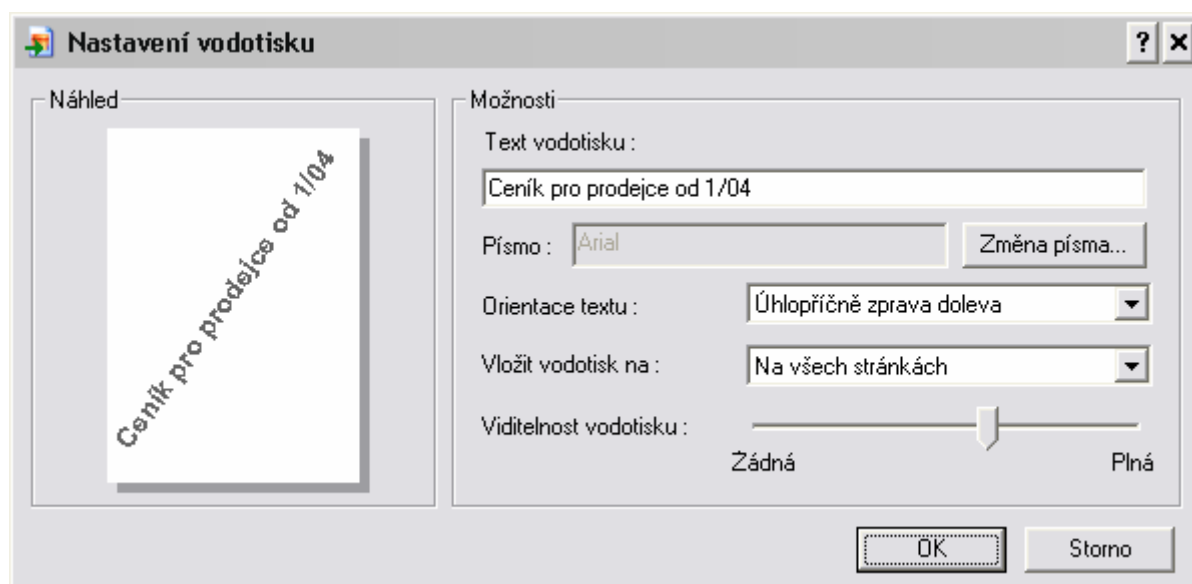 Nastavení vodotisku
Náhled
Ceník pro prodejce od 1/04
Možnosti
Text vodotisku :
Ceník pro prodejce od 1/04
Písmo : Arial Změna písma...
Orientace textu : Úhlopříčně zprava doleva
Vložit vodotisk na : Na všech stránkách
Viditelnost vodotisku :
Žádná Plná
OK Storno